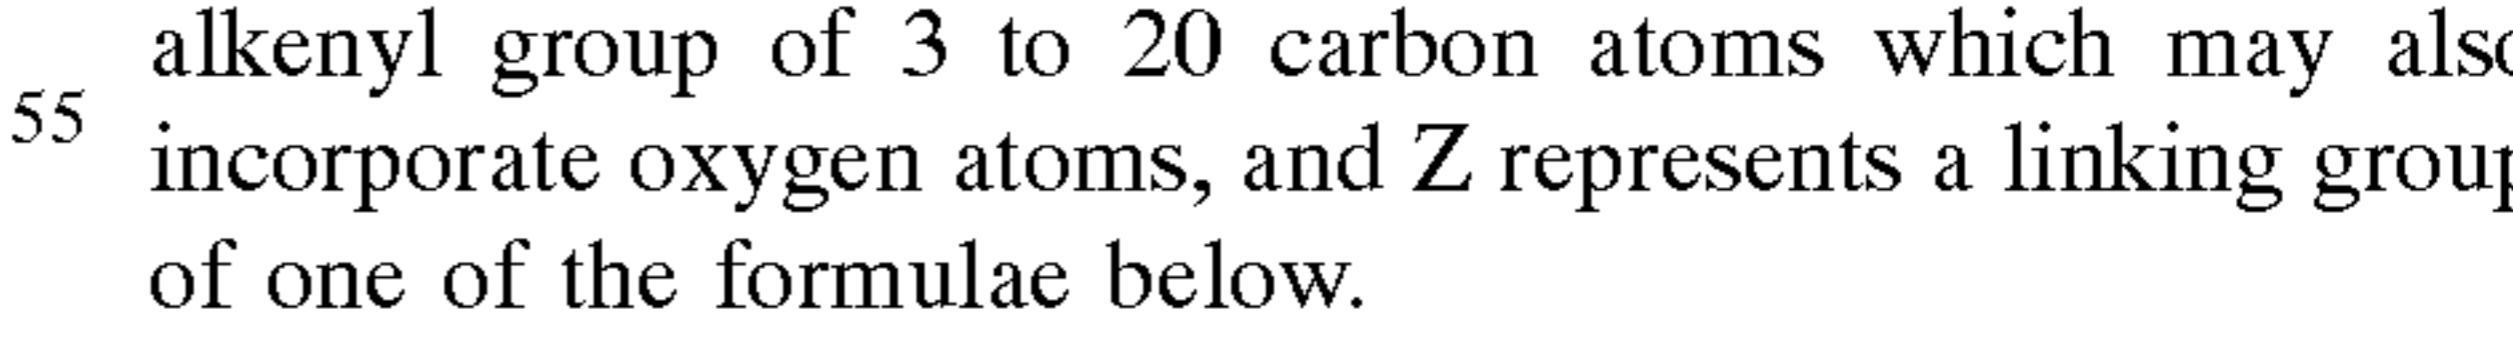 alkenyl group of 3 to 20 carbon atoms which may also
55
incorporate oxygen atoms, and Z represents a linking group
of one of the formulae below.